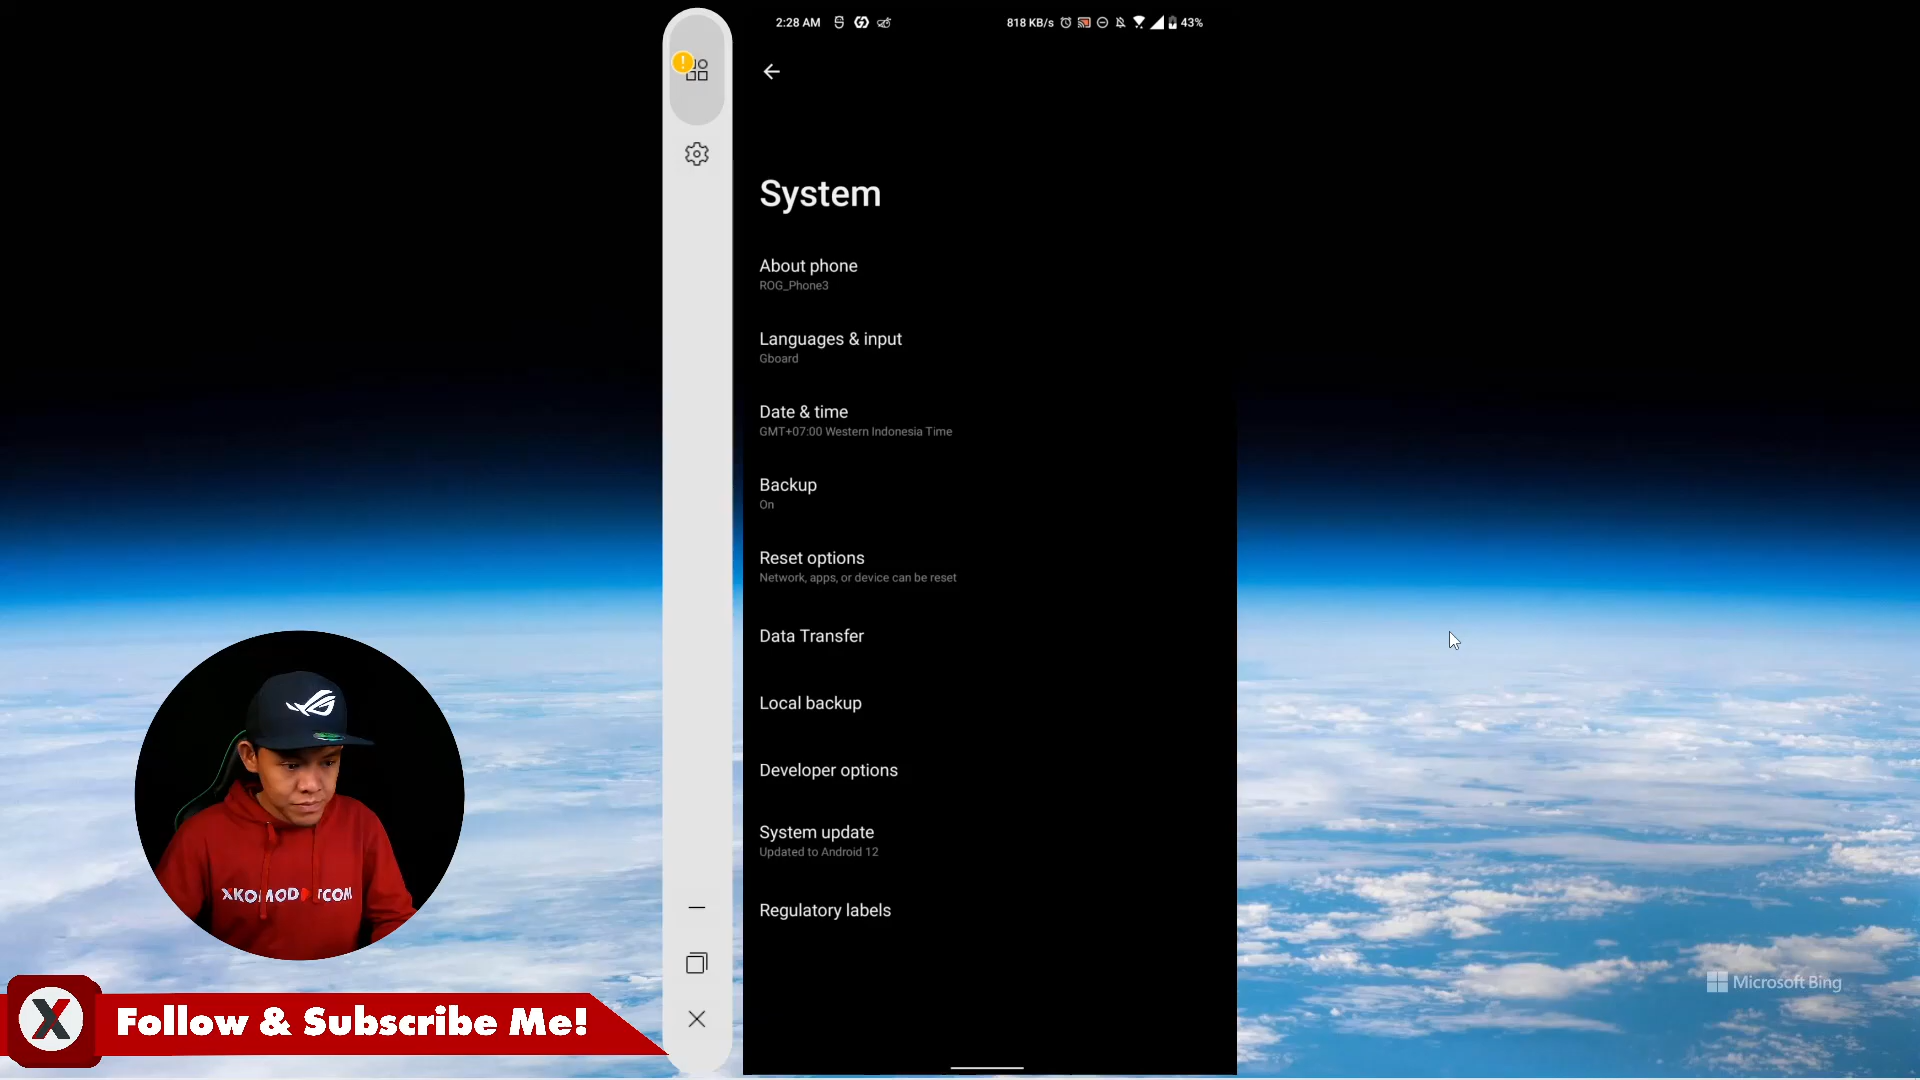 2:28 AM
818 KB/s
43%
System
About phone
ROG_Phone3
Languages & input
Gboard
Date & time
GMT+07:00 Western Indonesia Time
Backup
On
Reset options
Network, apps, or device can be reset
Data Transfer
Local backup
Developer options
System update
Updated to Android 12
Regulatory labels
Microsoft Bing
X Follow & Subscribe Me!